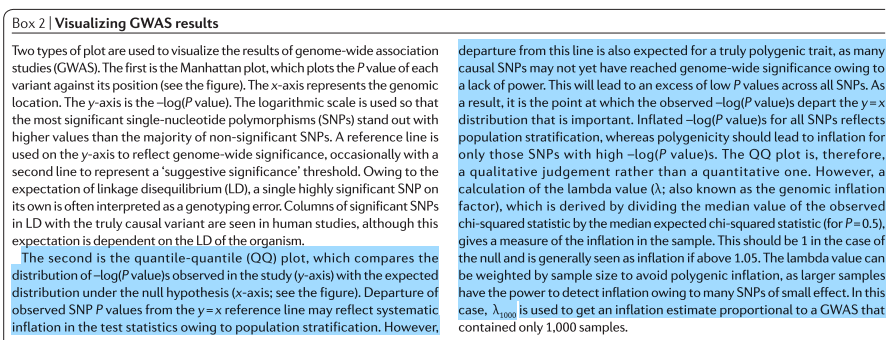 Box 2 | Visualizing GWAS results
Two types of plot are used to visualize the results of genome-wide association
studies (GWAS). The first is the Manhattan plot, which plots the P value of each
variant against its position (see the figure). The x-axis represents the genomic
location. The y-axis is the –log(P value). The logarithmic scale is used so that
the most significant single-nucleotide polymorphisms (SNPs) stand out with
higher values than the majority of non-significant SNPs. A reference line is
used on the y-axis to reflect genome-wide significance, occasionally with a
second line to represent a ‘suggestive significance’ threshold. Owing to the
expectation of linkage disequilibrium (LD), a single highly significant SNP on
its own is often interpreted as a genotyping error. Columns of significant SNPs
in LD with the truly causal variant are seen in human studies, although this
expectation is dependent on the LD of the organism.
The second is the quantile-quantile (QQ) plot, which compares the
distribution of –log(P value)s observed in the study (y-axis) with the expected
distribution under the null hypothesis (x-axis; see the figure). Departure of
observed SNP P values from the y = x reference line may reflect systematic
inflation in the test statistics owing to population stratification. However,
departure from this line is also expected for a truly polygenic trait, as many
causal SNPs may not yet have reached genome-wide significance owing to
a lack of power. This will lead to an excess of low P values across all SNPs. As
a result, it is the point at which the observed –log(P value)s depart the y = x
distribution that is important. Inflated –log(P value)s for all SNPs reflects
population stratification, whereas polygenicity should lead to inflation for
only those SNPs with high –log(P value)s. The QQ plot is, therefore,
a qualitative judgement rather than a quantitative one. However, a
calculation of the lambda value (λ; also known as the genomic inflation
factor), which is derived by dividing the median value of the observed
chi-squared statistic by the median expected chi-squared statistic (for P = 0.5),
gives a measure of the inflation in the sample. This should be 1 in the case of
the null and is generally seen as inflation if above 1.05. The lambda value can
be weighted by sample size to avoid polygenic inflation, as larger samples
have the power to detect inflation owing to many SNPs of small effect. In this
case, λ1000 is used to get an inflation estimate proportional to a GWAS that
contained only 1,000 samples.